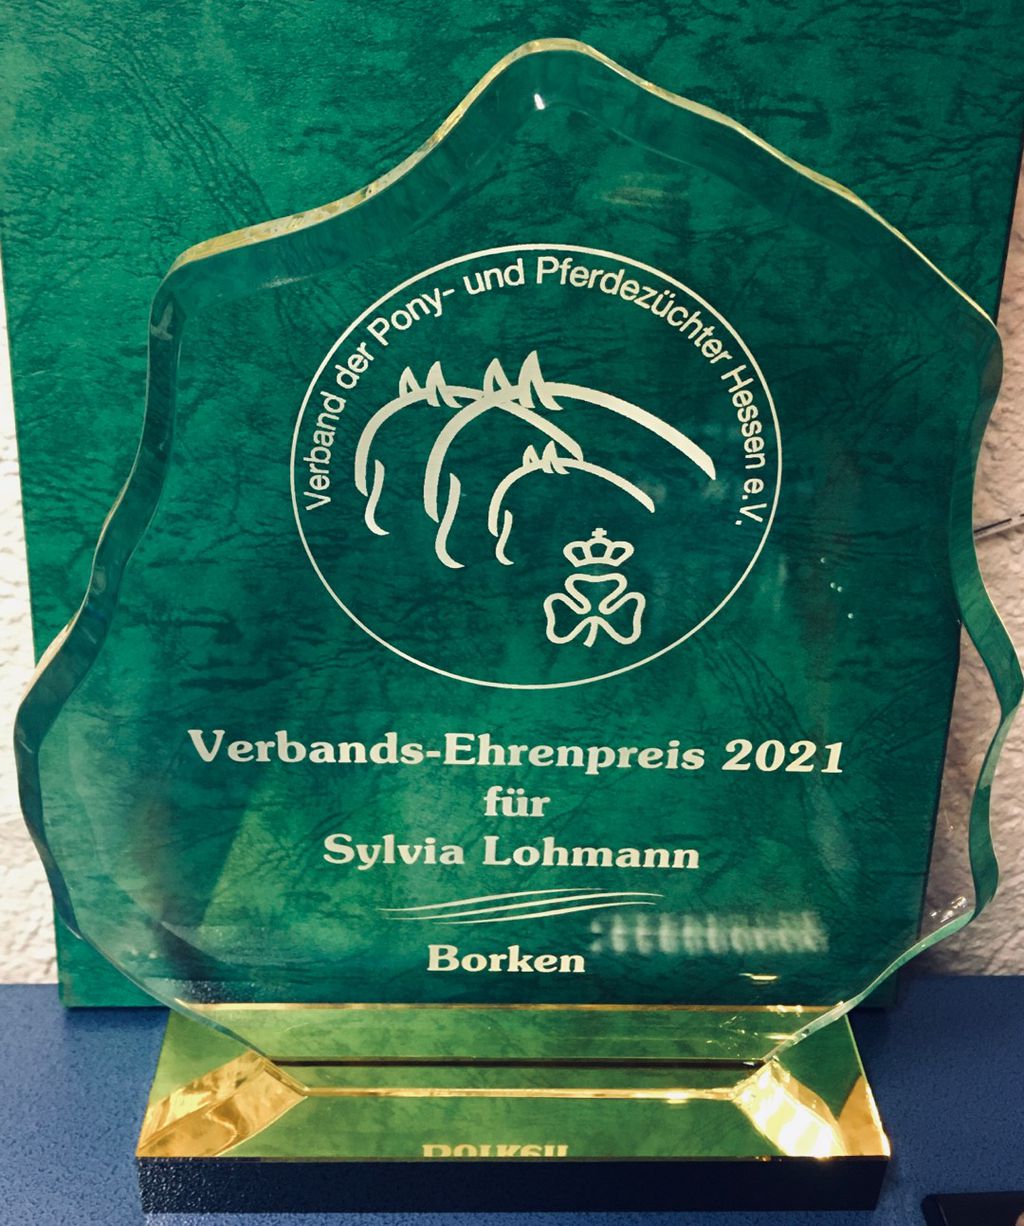 Verband der Pony- und Pferdezüchter Hessen e.V.
Verbands-Ehrenpreis 2021
für
Sylvia Lohmann
Borken